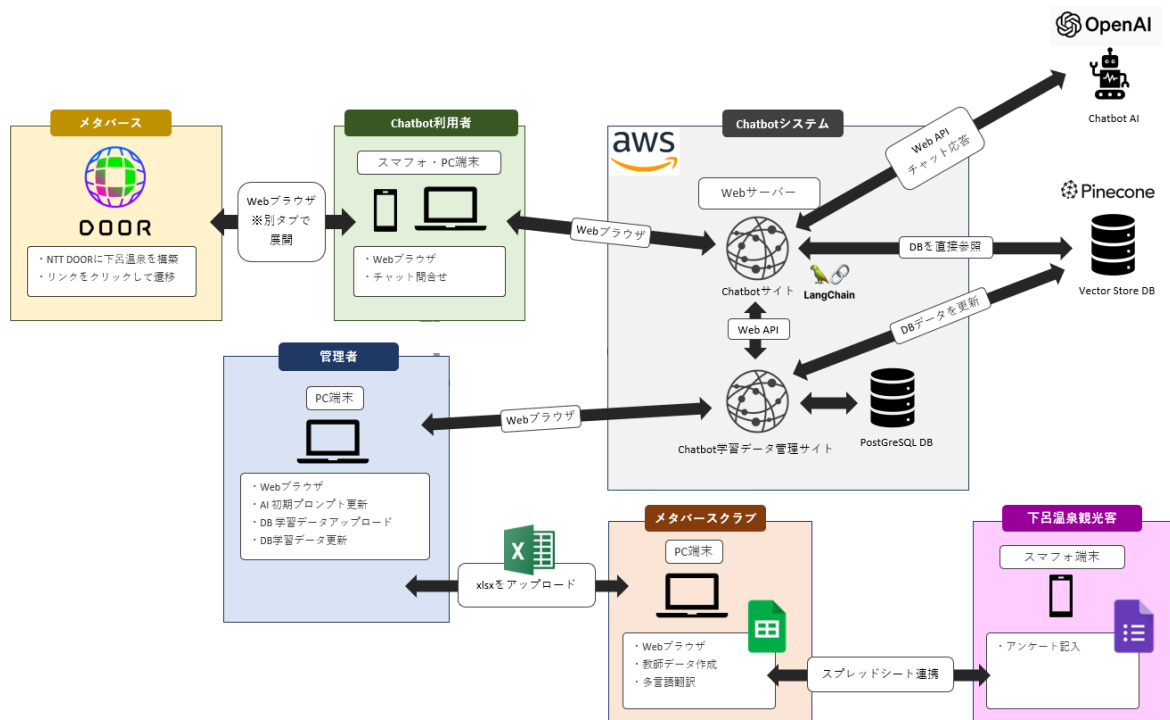 OpenAI
Chatbot AI
メタバース
DOOR
・NTT DOORに下呂温泉を構築
・リンクをクリックして遷移
Webブラウザ
※別タブで
展開
Chatbot利用者
スマフォ・PC端末
・Webブラウザ
・チャット問合せ
Webブラウザ
aws
Chatbotシステム
Webサーバー
Chatbotサイト
LangChain
Web API
チャット応答
Pinecone
DBを直接参照
Vector Store DB
DBデータを更新
Web API
Chatbot学習データ管理サイト
PostGreSQL DB
管理者
PC端末
・Webブラウザ
・AI 初期プロンプト更新
・DB 学習データアップロード
・DB学習データ更新
Webブラウザ
X
xlsxをアップロード
メタバースクラブ
PC端末
・Webブラウザ
・教師データ作成
・多言語翻訳
スプレッドシート連携
下呂温泉観光客
スマフォ端末
・アンケート記入